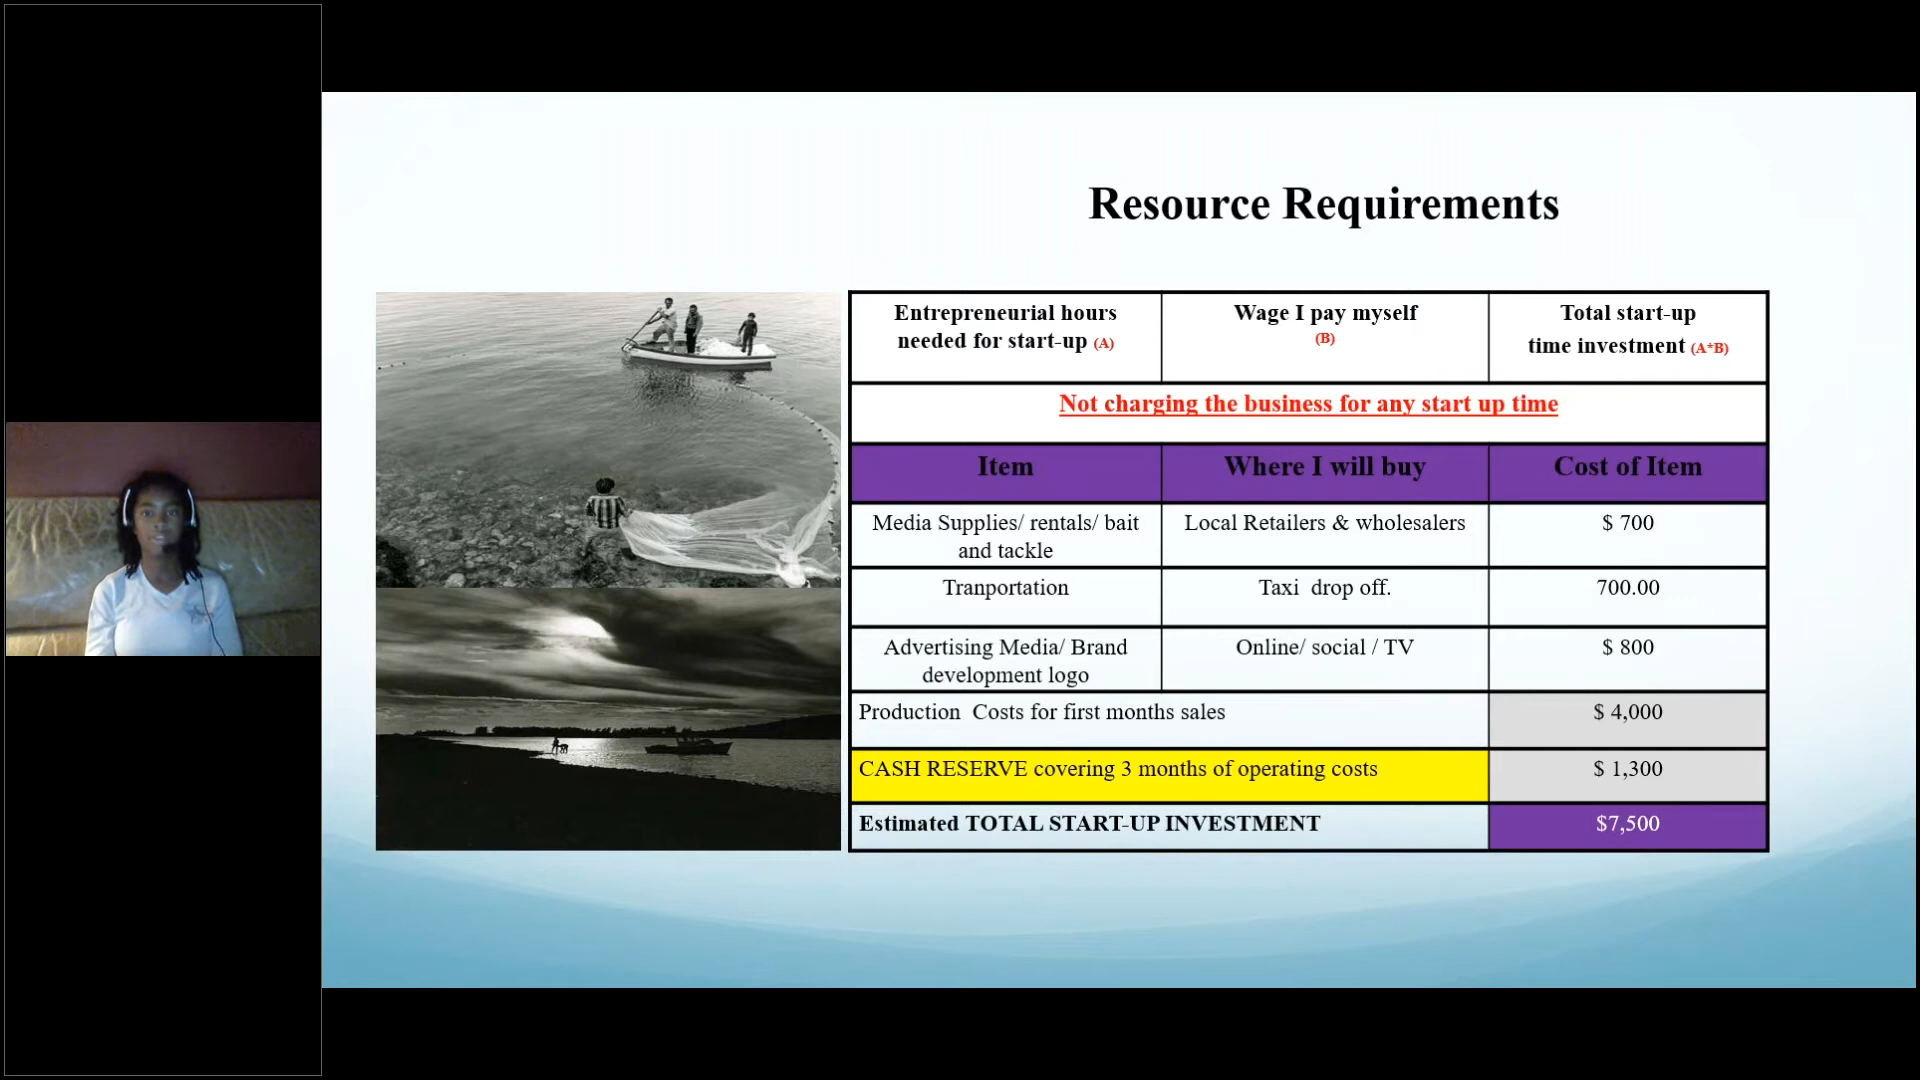 Resource Requirements
Entrepreneurial hours
needed for start-up (A)
Wage I pay myself
(B)
Total start-up
time investment (A*B)
Not charging the business for any start up time
Item
Where I will buy
Cost of Item
Media Supplies/ rentals/ bait
and tackle
Local Retailers & wholesalers
$ 700
Tranportation
Taxi drop off.
700.00
Advertising Media/ Brand
development logo
Online/ social / TV
$ 800
Production Costs for first months sales
$ 4,000
CASH RESERVE covering 3 months of operating costs
$ 1,300
Estimated TOTAL START-UP INVESTMENT
$7,500